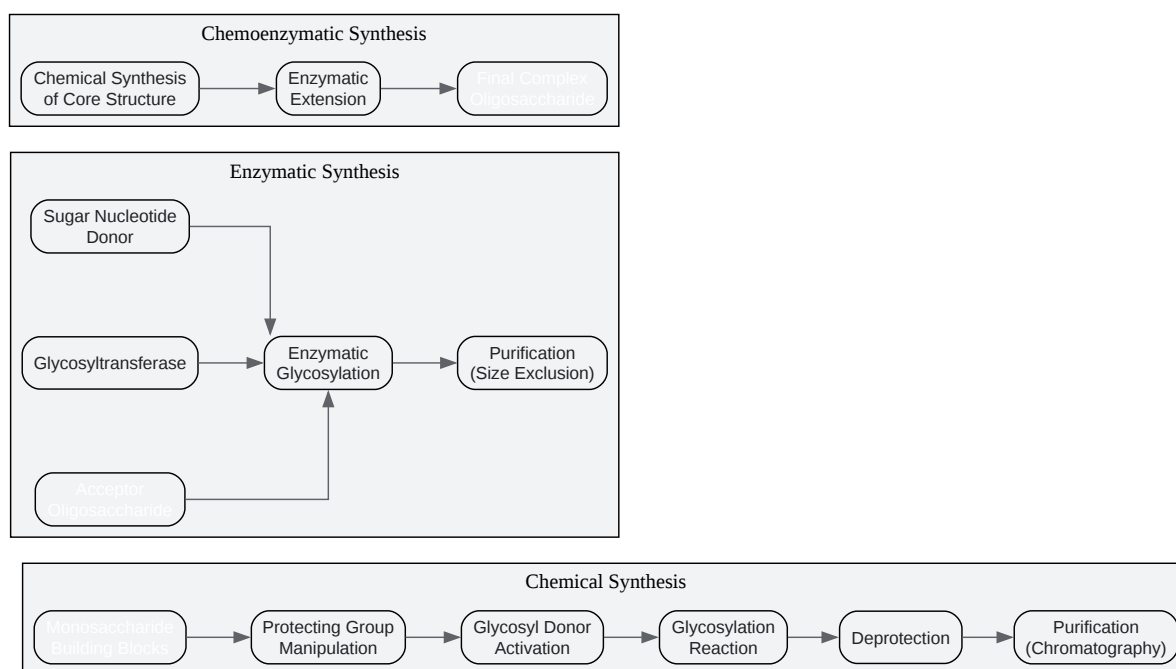 Chemoenzymatic Synthesis
Chemical Synthesis
of Core Structure
Enzymatic
Extension
Final Complex
Oligosaccharide
Enzymatic Synthesis
Sugar Nucleotide
Donor
Glycosyltransferase
Enzymatic
Glycosylation
Purification
(Size Exclusion)
Acceptor
Oligosaccharide
Chemical Synthesis
Monosaccharide
Building Blocks
Protecting Group
Manipulation
Glycosyl Donor
Activation
Glycosylation
Reaction
Deprotection
Purification
(Chromatography)